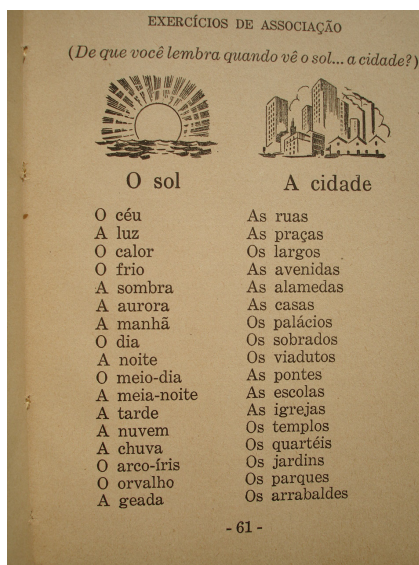 EXERCÍCIOS DE ASSOCIAÇÃO
(De que você lembra quando vê o sol... a cidade?)
O sol
O céu
A luz
O calor
O frio
A sombra
A aurora
A manhã
O dia
A noite
O meio-dia
A meia-noite
A tarde
A nuvem
A chuva
O arco-íris
O orvalho
A geada
A cidade
As ruas
As praças
Os largos
As avenidas
As alamedas
As casas
Os palácios
Os sobrados
Os viadutos
As pontes
As escolas
As igrejas
Os templos
Os quartéis
Os jardins
Os parques
Os arrabaldes
- 61 -